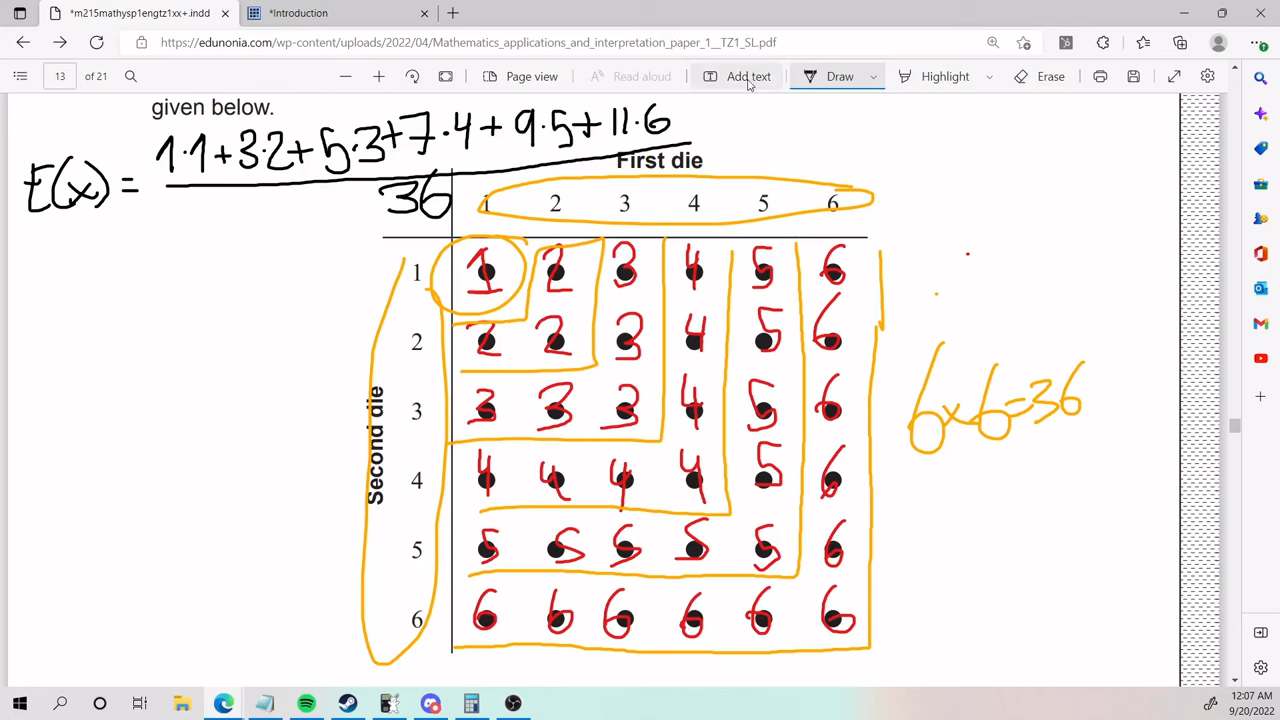 *m215mathysp1engtz1xx+.indd
*Introduction
https://edunonia.com/wp-content/uploads/2022/04/Mathematics_applications_and_interpretation_paper_1__TZ1_SL.pdf
13 of 21
Page view
Read aloud
Add text
Draw
Highlight
Erase
given below.
E(x) = 1·1+3·2+5·3+7·4+9·5+11·6
36
First die
1 2 3 4 5 6
Second die
1 1 2 3 4 5 6
2 2 2 3 4 5 6
3 3 3 3 4 5 6
4 4 4 4 4 5 6
5 5 5 5 5 5 6
6 6 6 6 6 6 6
6×6=36
12:07 AM
9/20/2022